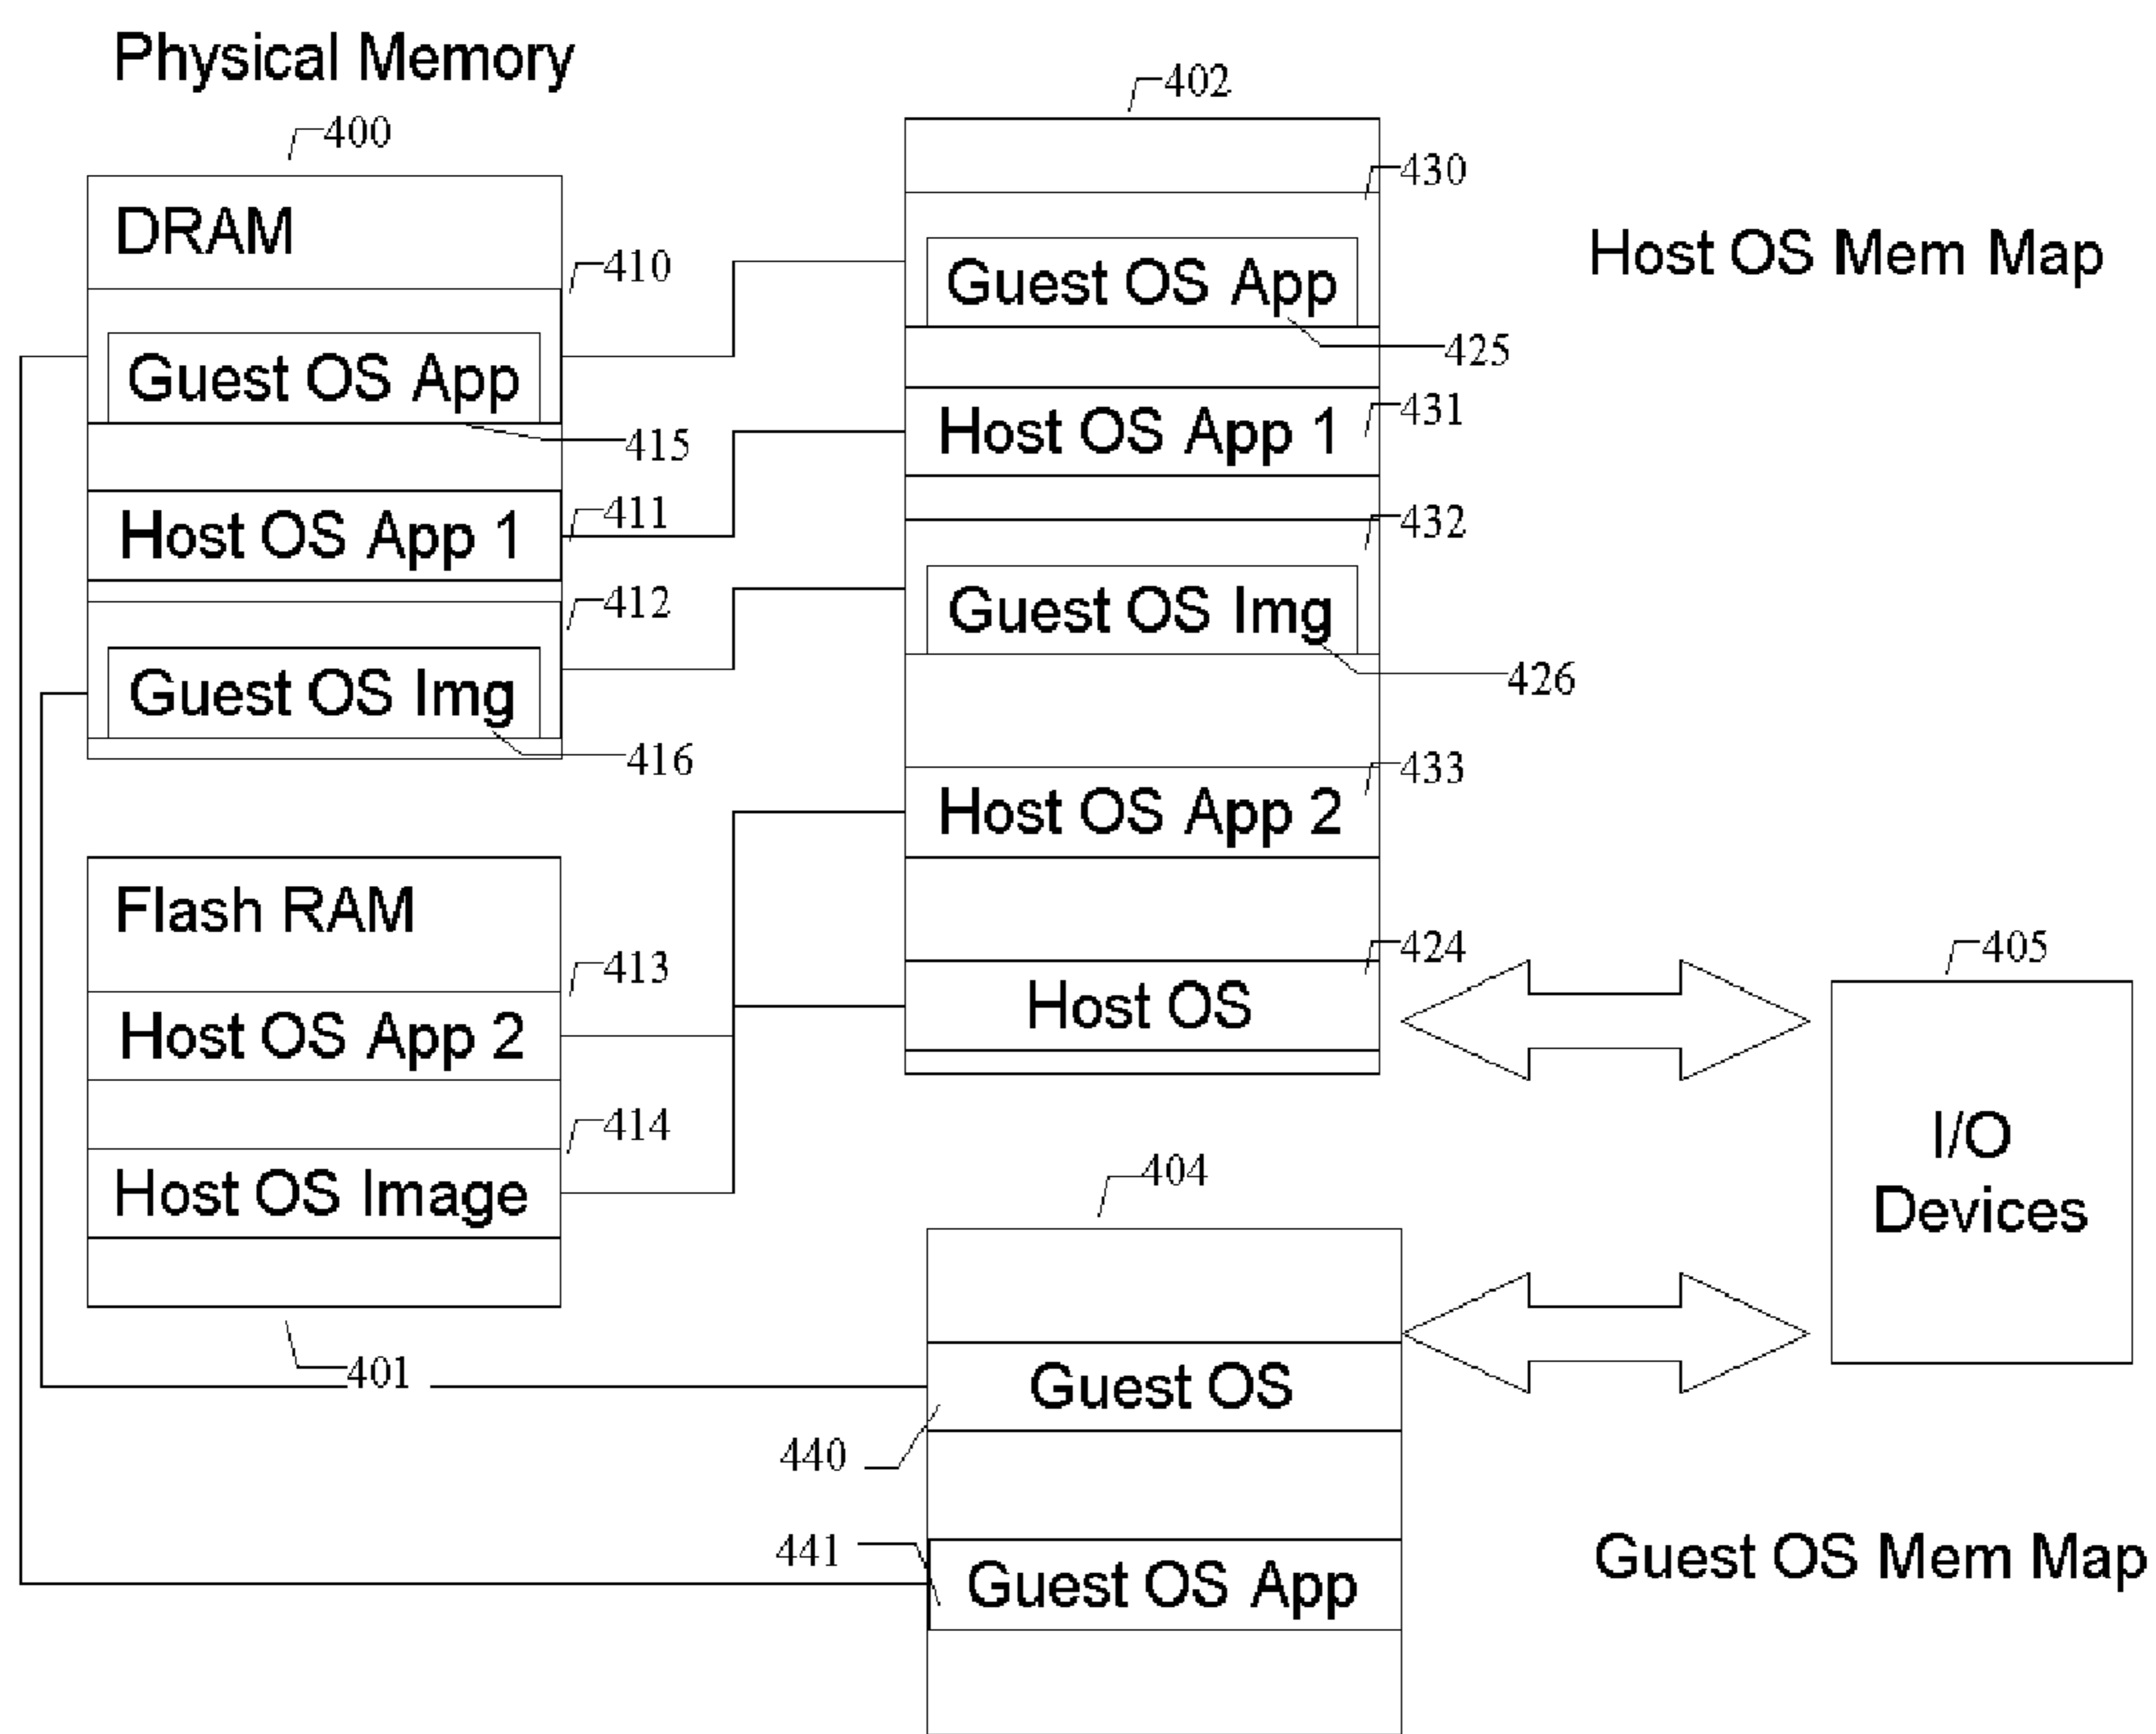 Physical Memory
400
DRAM
410
Guest OS App
415
Host OS App 1
411
412
Guest OS Img
416
Flash RAM
413
Host OS App 2
414
Host OS Image
401
402
430
Host OS Mem Map
Guest OS App
425
431
Host OS App 1
432
Guest OS Img
426
433
Host OS App 2
424
Host OS
405
I/O
Devices
404
Guest OS
440
441
Guest OS App
Guest OS Mem Map